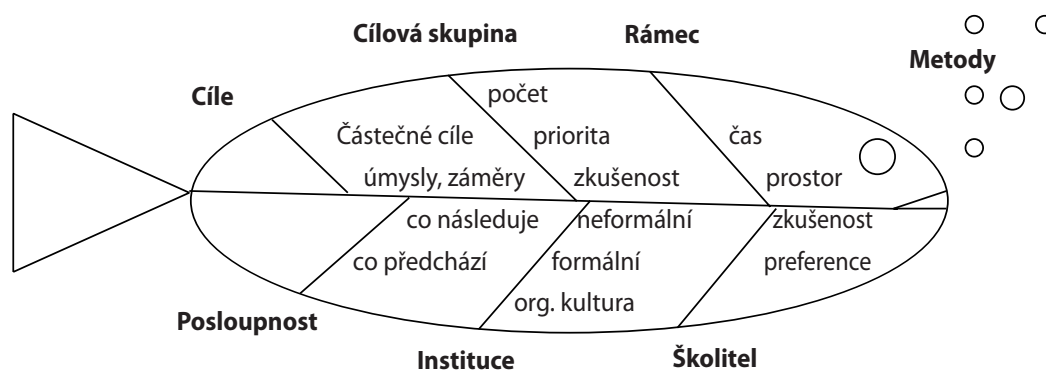 Cílová skupina
Rámec
Metody
Cíle
počet
Částečné cíle
priorita
čas
úmysly, záměry
zkušenost
prostor
co následuje
neformální
zkušenost
co předchází
formální
preference
org. kultura
Posloupnost
Instituce
Školitel